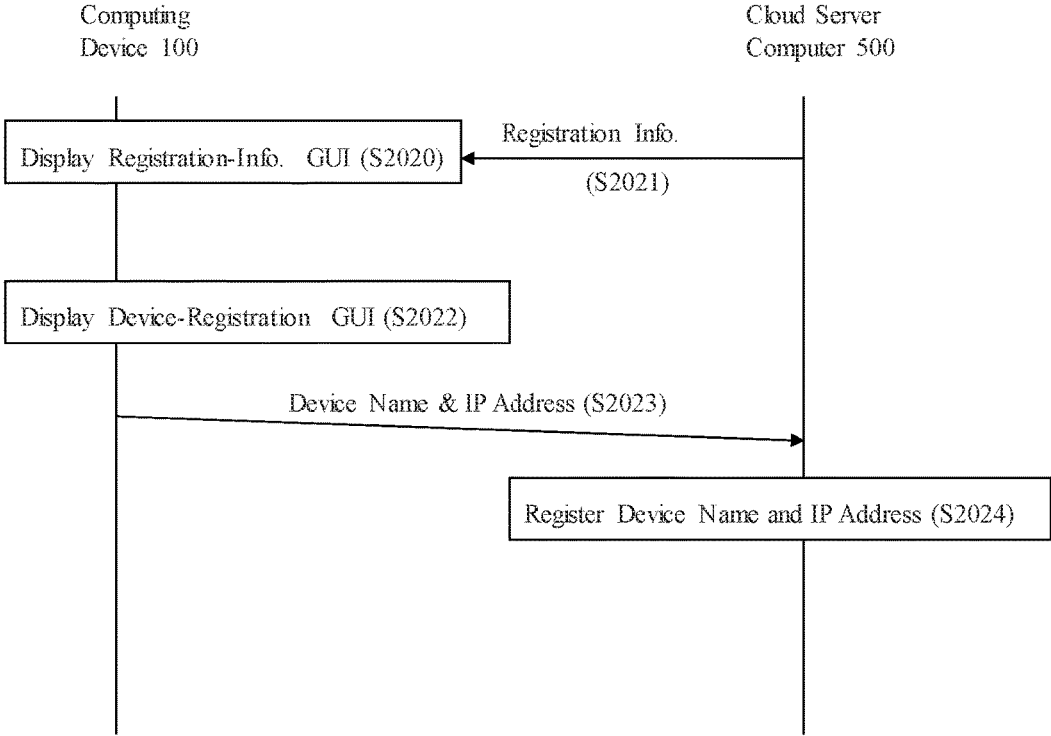 Computing
Device 100
Cloud Server
Computer 500
Registration Info.
Display Registration-Info. GUI (S2020)
(S2021)
Display Device-Registration GUI (S2022)
Device Name & IP Address (S2023)
Register Device Name and IP Address (S2024)